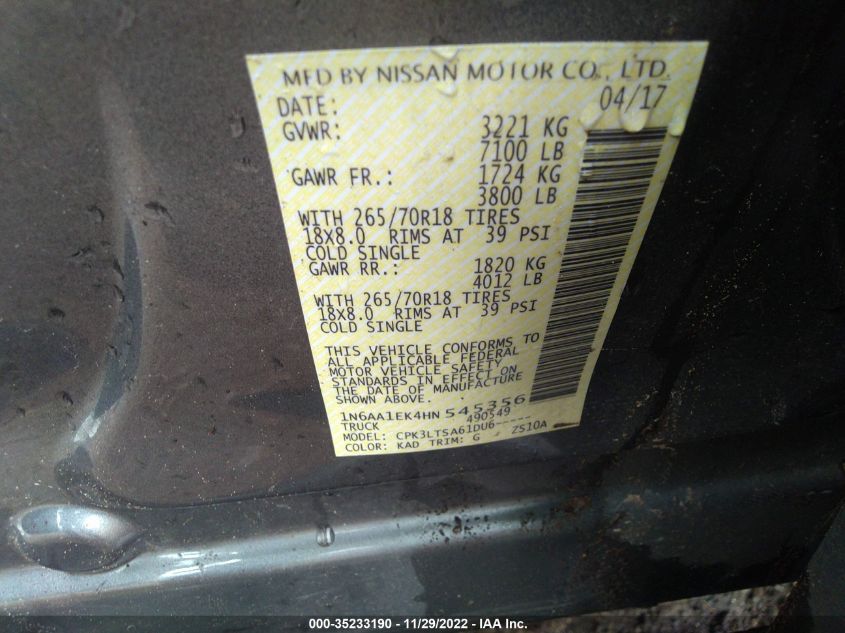 MFD BY NISSAN MOTOR CO., LTD.
DATE: 04/17
GVWR: 3221 KG
7100 LB
GAWR FR.: 1724 KG
3800 LB
WITH 265/70R18 TIRES
18X8.0 RIMS AT 39 PSI
COLD SINGLE
GAWR RR.: 1820 KG
4012 LB
WITH 265/70R18 TIRES
18X8.0 RIMS AT 39 PSI
COLD SINGLE
THIS VEHICLE CONFORMS TO
ALL APPLICABLE FEDERAL
MOTOR VEHICLE SAFETY
STANDARDS IN EFFECT ON
THE DATE OF MANUFACTURE
SHOWN ABOVE.
1N6AA1EK4HN 545356
TRUCK 490549
MODEL: CPK3LTSA61DU6-----
COLOR: KAD TRIM: G ZS10A
000-35233190 - 11/29/2022 - IAA Inc.